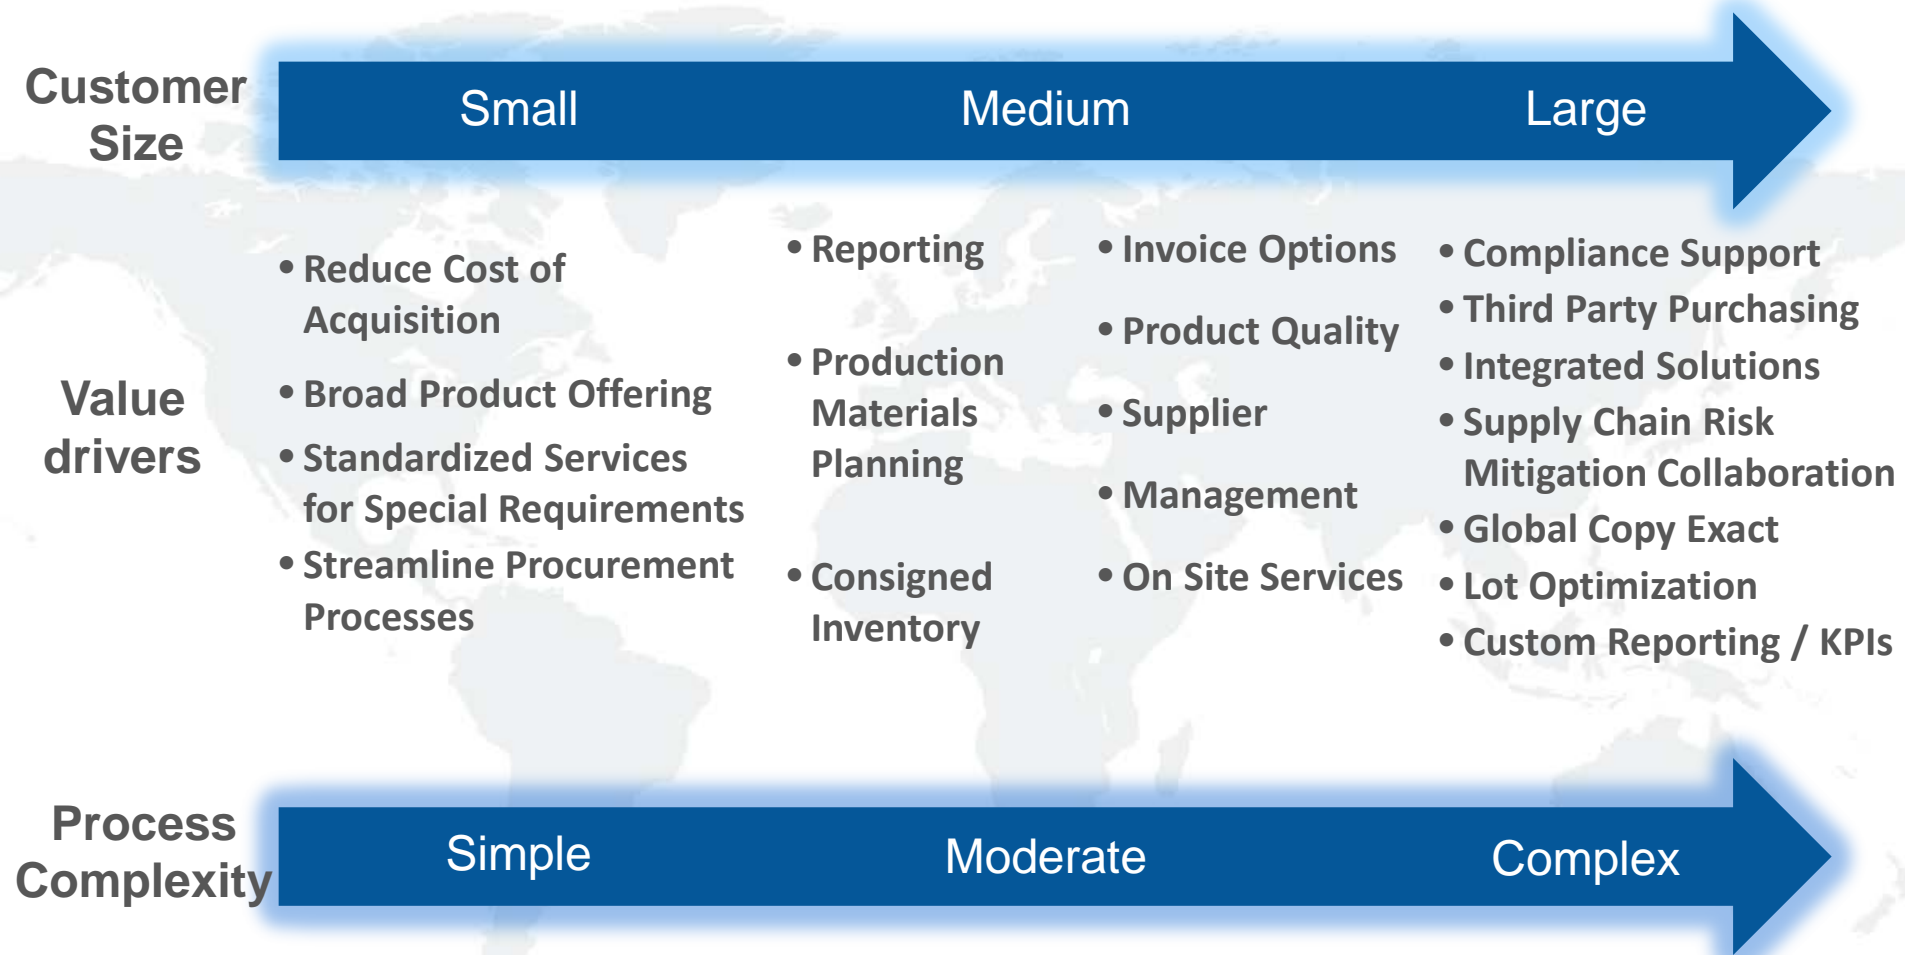 Customer
Size
Small
Medium
Large
Value
drivers
• Reduce Cost of
Acquisition
• Broad Product Offering
• Standardized Services
for Special Requirements
• Streamline Procurement
Processes
• Reporting
• Production
Materials
Planning
• Consigned
Inventory
• Invoice Options
• Product Quality
• Supplier
• Management
• On Site Services
• Compliance Support
• Third Party Purchasing
• Integrated Solutions
• Supply Chain Risk
Mitigation Collaboration
• Global Copy Exact
• Lot Optimization
• Custom Reporting / KPIs
Process
Complexity
Simple
Moderate
Complex